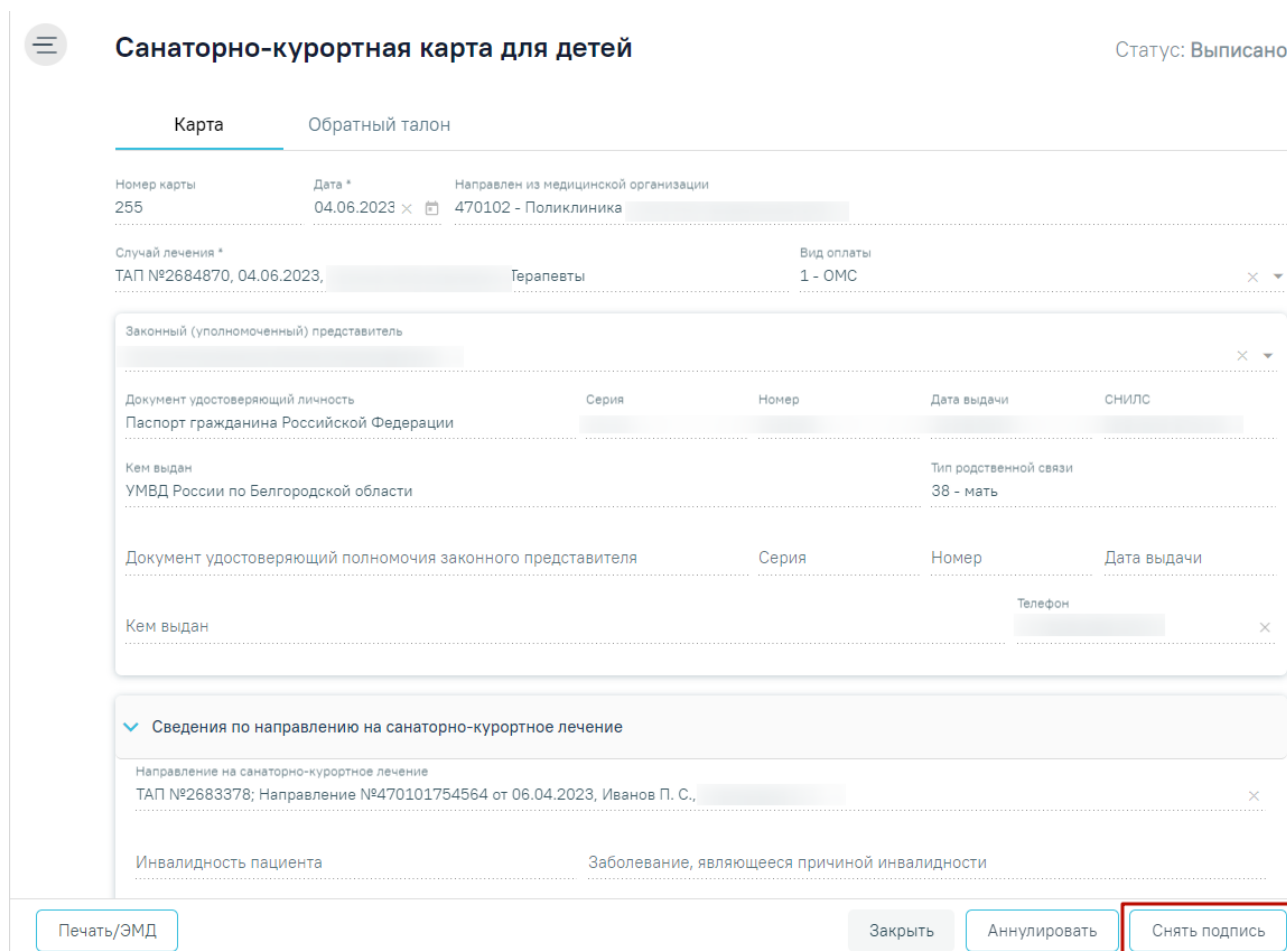 Санаторно-курортная карта для детей
Статус: Выписано
Карта Обратный талон
Номер карты Дата * Направлен из медицинской организации
255 04.06.2023 470102 - Поликлиника
Случай лечения * Вид оплаты
ТАП №2684870, 04.06.2023, Терапевты 1 - ОМС
Законный (уполномоченный) представитель
Документ удостоверяющий личность Серия Номер Дата выдачи СНИЛС
Паспорт гражданина Российской Федерации
Кем выдан Тип родственной связи
УМВД России по Белгородской области 38 - мать
Документ удостоверяющий полномочия законного представителя Серия Номер Дата выдачи
Телефон
Кем выдан
Сведения по направлению на санаторно-курортное лечение
Направление на санаторно-курортное лечение
ТАП №2683378; Направление №470101754564 от 06.04.2023, Иванов П. С.,
Инвалидность пациента Заболевание, являющееся причиной инвалидности
Печать/ЭМД Закрыть Аннулировать Снять подпись